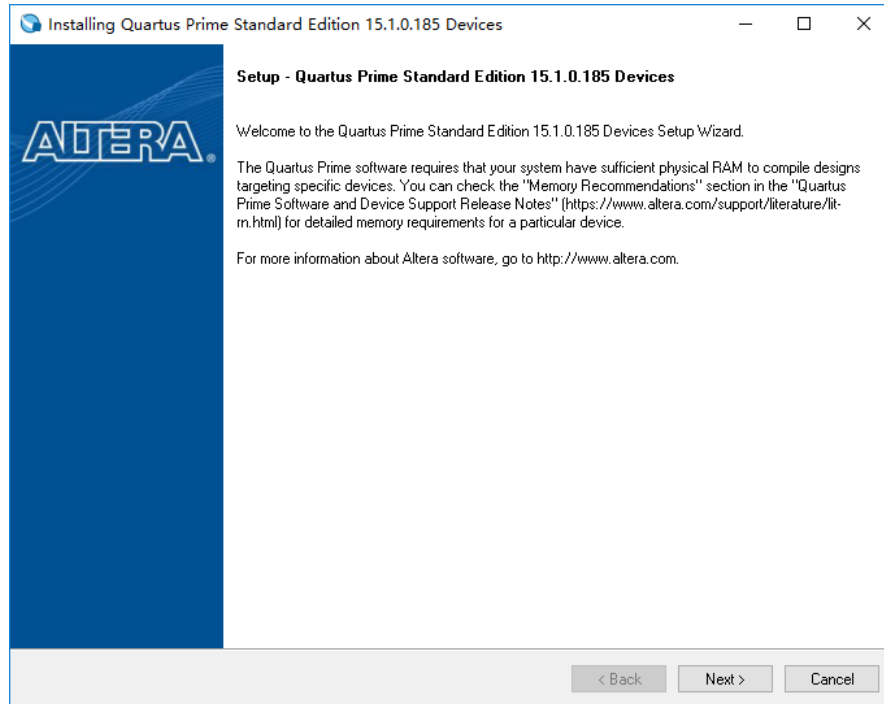 Installing Quartus Prime Standard Edition 15.1.0.185 Devices
Setup - Quartus Prime Standard Edition 15.1.0.185 Devices
ALTERA®
Welcome to the Quartus Prime Standard Edition 15.1.0.185 Devices Setup Wizard.
The Quartus Prime software requires that your system have sufficient physical RAM to compile designs
targeting specific devices. You can check the "Memory Recommendations" section in the "Quartus
Prime Software and Device Support Release Notes" (https://www.altera.com/support/literature/lit-
rn.html) for detailed memory requirements for a particular device.
For more information about Altera software, go to http://www.altera.com.
< Back
Next >
Cancel